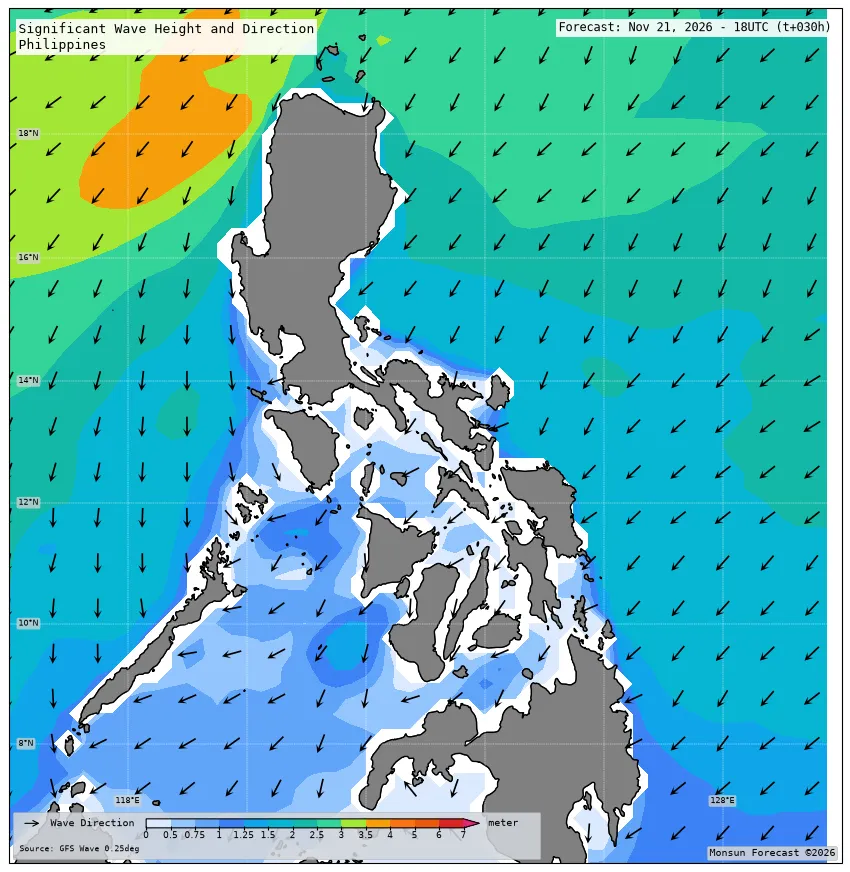 Significant Wave Height and Direction
Philippines
Forecast: Nov 21, 2026 - 18UTC (t+030h)
18°N
16°N
14°N
12°N
10°N
8°N
118°E
128°E
Wave Direction
meter
0 0.5 0.75 1 1.25 1.5 2 2.5 3 3.5 4 5 6 7
Source: GFS Wave 0.25deg
Monsun Forecast ©2026